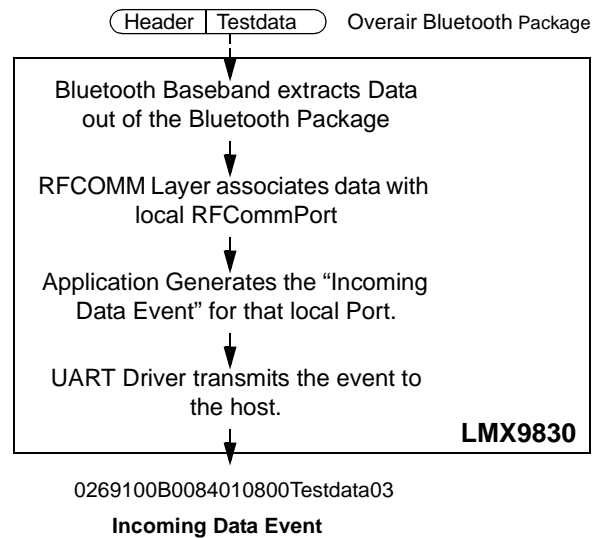 Header Testdata Overair Bluetooth Package
Bluetooth Baseband extracts Data
out of the Bluetooth Package
RFCOMM Layer associates data with
local RFCommPort
Application Generates the “Incoming
Data Event” for that local Port.
UART Driver transmits the event to
the host.
LMX9830
0269100B0084010800Testdata03
Incoming Data Event